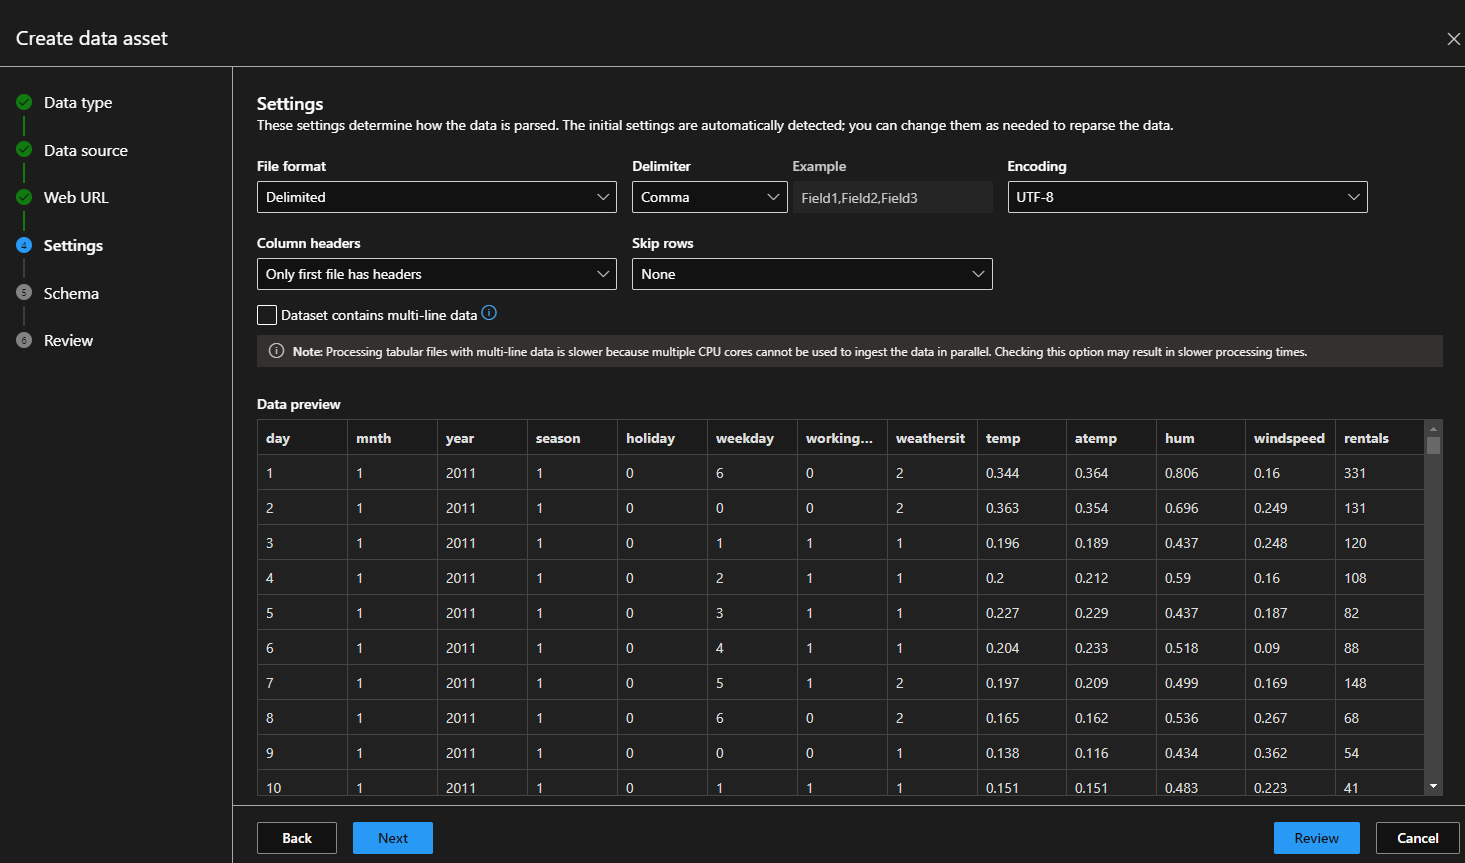 Create data asset
Data type
Data source
Web URL
4 Settings
5 Schema
6 Review
Settings
These settings determine how the data is parsed. The initial settings are automatically detected; you can change them as needed to reparse the data.
File format Delimiter Example Encoding
Delimited Comma Field1,Field2,Field3 UTF-8
Column headers Skip rows
Only first file has headers None
Dataset contains multi-line data
Note: Processing tabular files with multi-line data is slower because multiple CPU cores cannot be used to ingest the data in parallel. Checking this option may result in slower processing times.
Data preview
day mnth year season holiday weekday working... weathersit temp atemp hum windspeed rentals
1 1 2011 1 0 6 0 2 0.344 0.364 0.806 0.16 331
2 1 2011 1 0 0 0 2 0.363 0.354 0.696 0.249 131
3 1 2011 1 0 1 1 1 0.196 0.189 0.437 0.248 120
4 1 2011 1 0 2 1 1 0.2 0.212 0.59 0.16 108
5 1 2011 1 0 3 1 1 0.227 0.229 0.437 0.187 82
6 1 2011 1 0 4 1 1 0.204 0.233 0.518 0.09 88
7 1 2011 1 0 5 1 2 0.197 0.209 0.499 0.169 148
8 1 2011 1 0 6 0 2 0.165 0.162 0.536 0.267 68
9 1 2011 1 0 0 0 1 0.138 0.116 0.434 0.362 54
10 1 2011 1 0 1 1 1 0.151 0.151 0.483 0.223 41
Back Next Review Cancel